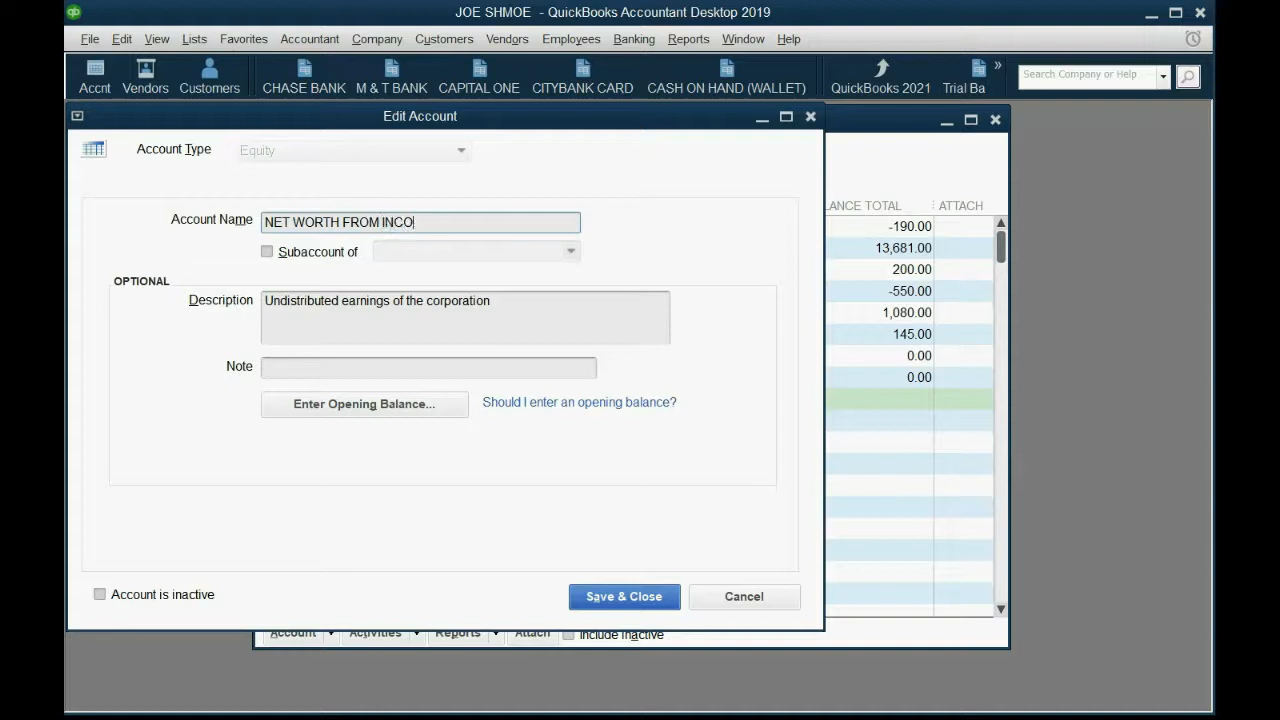 JOE SHMOE - QuickBooks Accountant Desktop 2019
File Edit View Lists Favorites Accountant Company Customers Vendors Employees Banking Reports Window Help
Accnt Vendors Customers CHASE BANK M & T BANK CAPITAL ONE CITYBANK CARD CASH ON HAND (WALLET) QuickBooks 2021 Trial Ba » Search Company or Help
Edit Account
Account Type Equity
Account Name NET WORTH FROM INCO
Subaccount of
OPTIONAL
Description Undistributed earnings of the corporation
Note
Enter Opening Balance... Should I enter an opening balance?
Account is inactive Save & Close Cancel
LANCE TOTAL ATTACH
-190.00
13,681.00
200.00
-550.00
1,080.00
145.00
0.00
0.00
Account Activities Reports Attach Include inactive